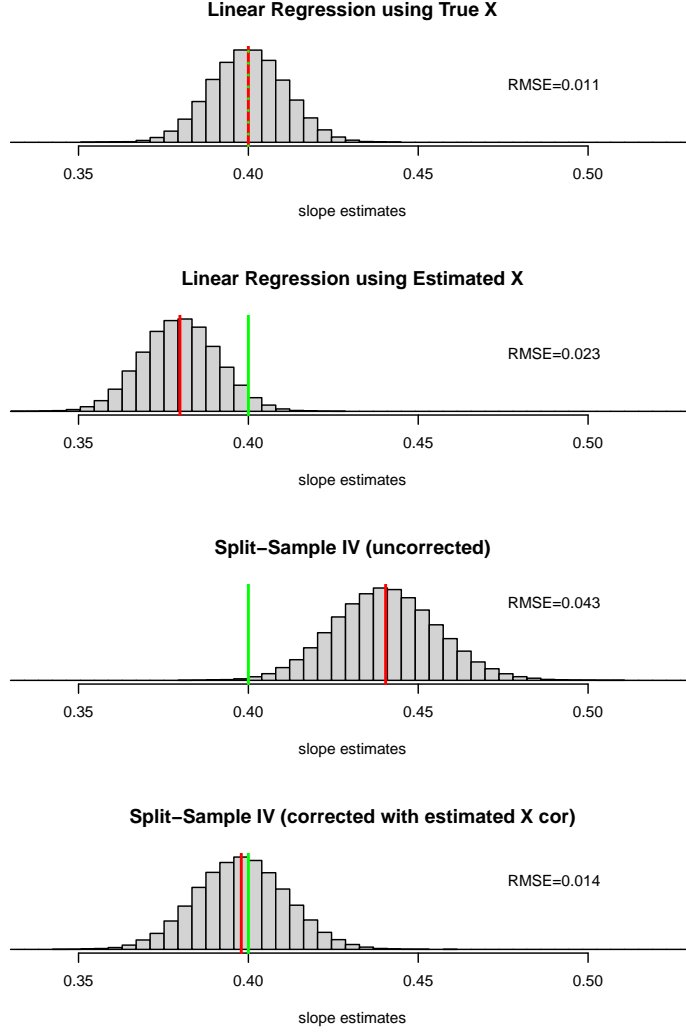 Linear Regression using True X
RMSE=0.011
0.35 0.40 0.45 0.50
slope estimates
Linear Regression using Estimated X
RMSE=0.023
0.35 0.40 0.45 0.50
slope estimates
Split−Sample IV (uncorrected)
RMSE=0.043
0.35 0.40 0.45 0.50
slope estimates
Split−Sample IV (corrected with estimated X cor)
RMSE=0.014
0.35 0.40 0.45 0.50
slope estimates